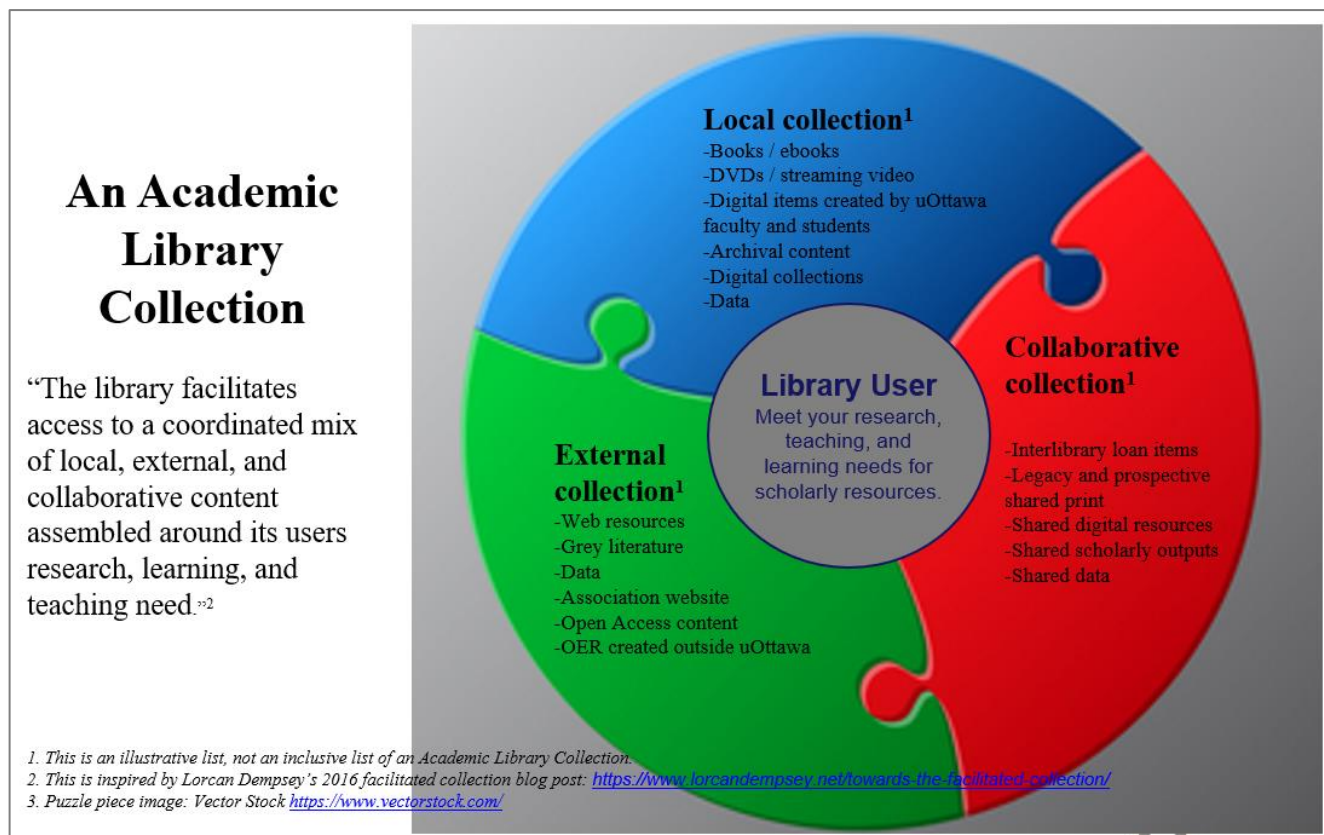 An Academic
Library
Collection
“The library facilitates
access to a coordinated mix
of local, external, and
collaborative content
assembled around its users
research, learning, and
teaching need.”2
Local collection1
-Books / ebooks
-DVDs / streaming video
-Digital items created by uOttawa
faculty and students
-Archival content
-Digital collections
-Data
Library User
Meet your research,
teaching, and
learning needs for
scholarly resources.
Collaborative
collection1
-Interlibrary loan items
-Legacy and prospective
shared print
-Shared digital resources
-Shared scholarly outputs
-Shared data
External
collection1
-Web resources
-Grey literature
-Data
-Association website
-Open Access content
-OER created outside uOttawa
1. This is an illustrative list, not an inclusive list of an Academic Library Collection.
2. This is inspired by Lorcan Dempsey’s 2016 facilitated collection blog post: https://www.lorcandempsey.net/towards-the-facilitated-collection/
3. Puzzle piece image: Vector Stock https://www.vectorstock.com/